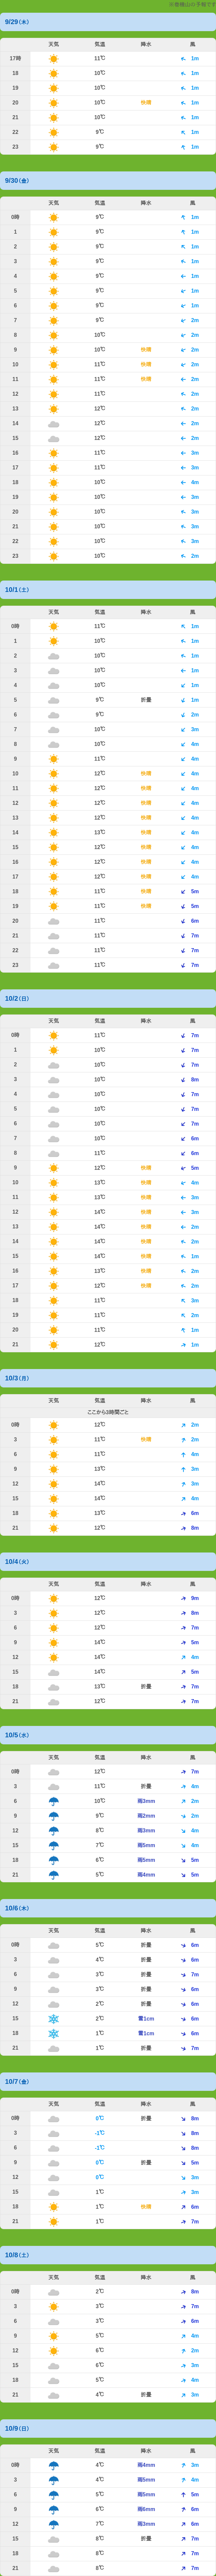 の予報です
9/29(木)
天気 気温 降水 風
17時 11℃ 1m
18 10℃ 1m
19 10℃ 1m
20 10℃ 快晴 1m
21 10℃ 1m
22 9℃ 1m
23 9℃ 1m
9/30(金)
天気 気温 降水 風
0時 9℃ 1m
1 9℃ 1m
2 9℃ 1m
3 9℃ 1m
4 9℃ 1m
5 9℃ 1m
6 9℃ 1m
7 9℃ 2m
8 10℃ 2m
9 10℃ 快晴 2m
10 11℃ 快晴 2m
11 11℃ 快晴 2m
12 11℃ 2m
13 12℃ 2m
14 12℃ 2m
15 12℃ 2m
16 11℃ 3m
17 11℃ 3m
18 10℃ 4m
19 10℃ 3m
20 10℃ 3m
21 10℃ 3m
22 10℃ 3m
23 10℃ 2m
10/1(土)
天気 気温 降水 風
0時 11℃ 1m
1 10℃ 1m
2 10℃ 1m
3 10℃ 1m
4 10℃ 1m
5 9℃ 折畳 1m
6 9℃ 2m
7 10℃ 3m
8 10℃ 4m
9 11℃ 4m
10 12℃ 快晴 4m
11 12℃ 快晴 4m
12 12℃ 快晴 4m
13 12℃ 快晴 4m
14 13℃ 快晴 4m
15 12℃ 快晴 4m
16 12℃ 快晴 4m
17 12℃ 快晴 4m
18 11℃ 快晴 5m
19 11℃ 快晴 5m
20 11℃ 6m
21 11℃ 7m
22 11℃ 7m
23 11℃ 7m
10/2(日)
天気 気温 降水 風
0時 11℃ 7m
1 10℃ 7m
2 10℃ 7m
3 10℃ 8m
4 10℃ 7m
5 10℃ 7m
6 10℃ 7m
7 10℃ 6m
8 11℃ 6m
9 12℃ 快晴 5m
10 13℃ 快晴 4m
11 13℃ 快晴 3m
12 14℃ 快晴 3m
13 14℃ 快晴 2m
14 14℃ 快晴 2m
15 14℃ 快晴 1m
16 13℃ 快晴 2m
17 12℃ 快晴 2m
18 11℃ 3m
19 11℃ 2m
20 11℃ 1m
21 12℃ 1m
10/3(月)
天気 気温 降水 風
ここから3時間ごと
0時 12℃ 2m
3 11℃ 快晴 2m
6 11℃ 4m
9 13℃ 3m
12 14℃ 3m
15 14℃ 4m
18 13℃ 6m
21 12℃ 8m
10/4(火)
天気 気温 降水 風
0時 12℃ 9m
3 12℃ 8m
6 12℃ 7m
9 14℃ 5m
12 14℃ 4m
15 14℃ 5m
18 13℃ 折畳 7m
21 12℃ 7m
10/5(水)
天気 気温 降水 風
0時 12℃ 7m
3 11℃ 折畳 4m
6 10℃ 雨3mm 2m
9 9℃ 雨2mm 2m
12 8℃ 雨3mm 4m
15 7℃ 雨5mm 4m
18 6℃ 雨5mm 5m
21 5℃ 雨4mm 5m
10/6(木)
天気 気温 降水 風
0時 5℃ 折畳 6m
3 4℃ 折畳 6m
6 3℃ 折畳 7m
9 3℃ 折畳 6m
12 2℃ 折畳 6m
15 2℃ 雪1cm 6m
18 1℃ 雪1cm 6m
21 1℃ 折畳 7m
10/7(金)
天気 気温 降水 風
0時 0℃ 折畳 8m
3 -1℃ 8m
6 -1℃ 8m
9 0℃ 折畳 5m
12 0℃ 3m
15 1℃ 3m
18 1℃ 快晴 6m
21 1℃ 7m
10/8(土)
天気 気温 降水 風
0時 2℃ 8m
3 3℃ 7m
6 3℃ 6m
9 5℃ 4m
12 6℃ 2m
15 6℃ 3m
18 5℃ 4m
21 4℃ 折畳 3m
10/9(日)
天気 気温 降水 風
0時 4℃ 雨4mm 3m
3 4℃ 雨5mm 4m
6 5℃ 雨5mm 5m
9 6℃ 雨6mm 6m
12 7℃ 雨3mm 6m
15 8℃ 折畳 7m
18 8℃ 7m
21 8℃ 7m